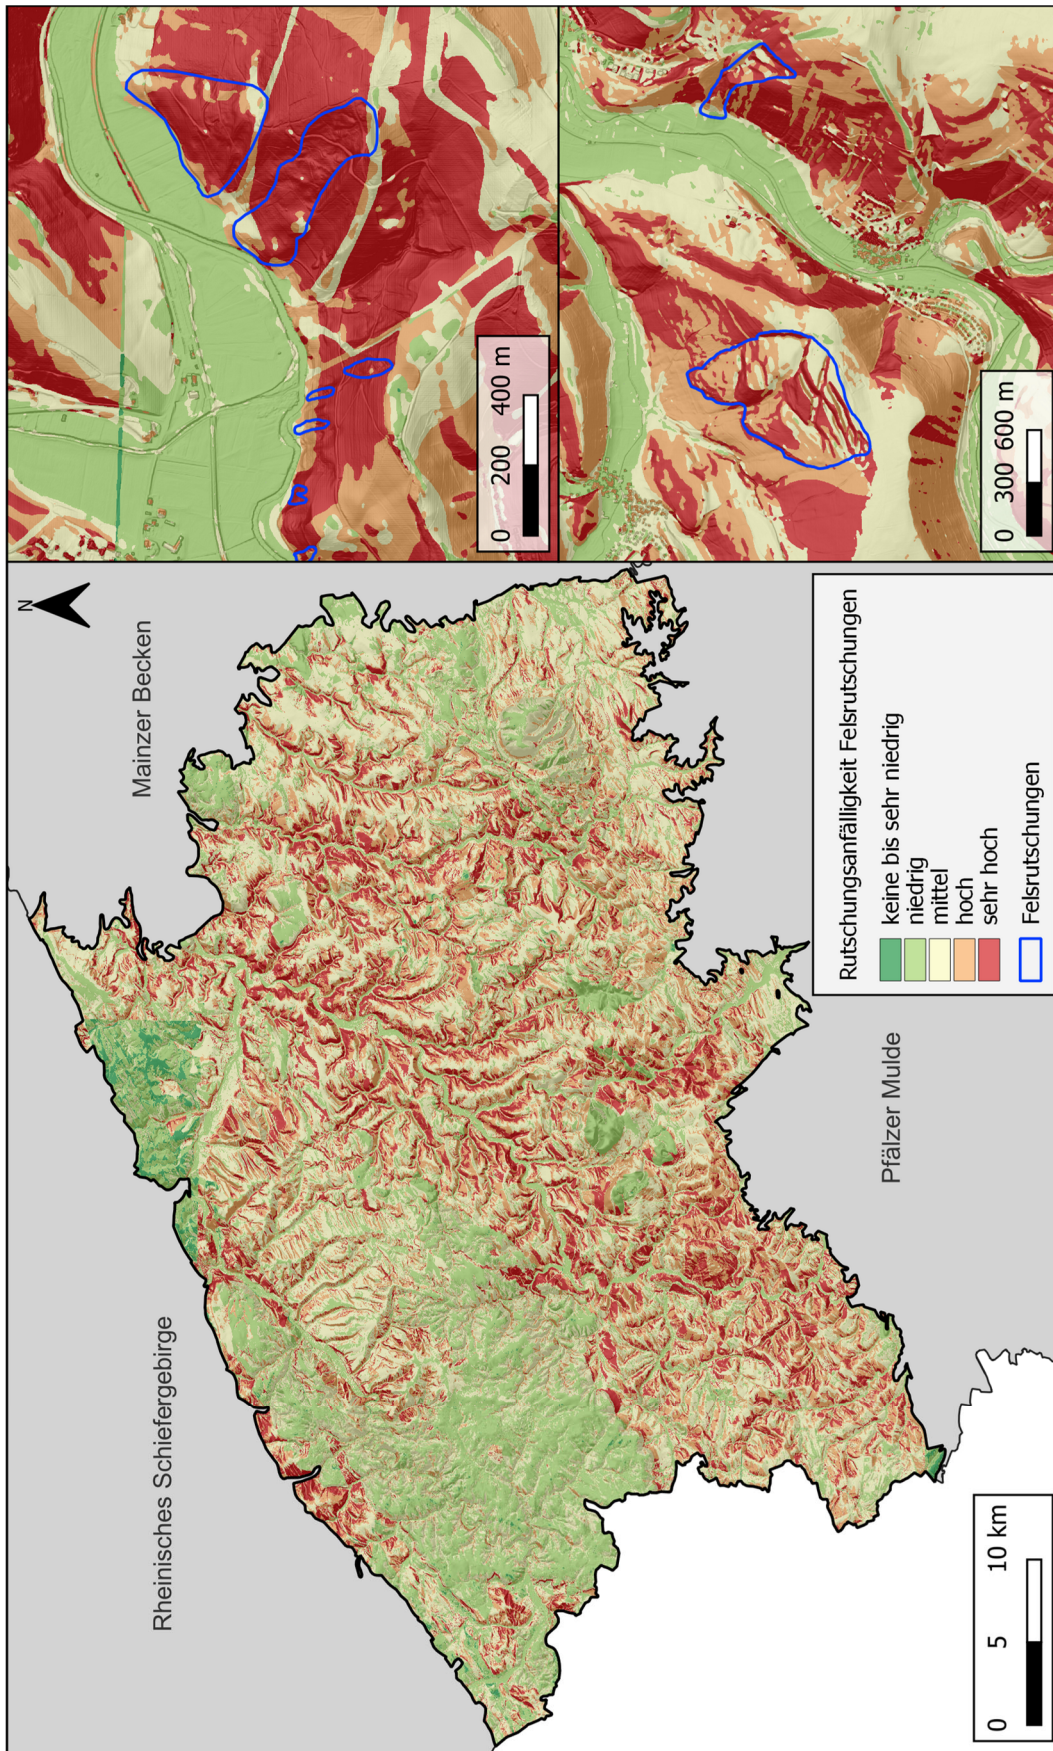 N
Rheinisches Schiefergebirge
Mainzer Becken
Pfälzer Mulde
0 5 10 km
0 200 400 m
0 300 600 m
Rutschungsanfälligkeit Felsrutschungen
keine bis sehr niedrig
niedrig
mittel
hoch
sehr hoch
Felsrutschungen